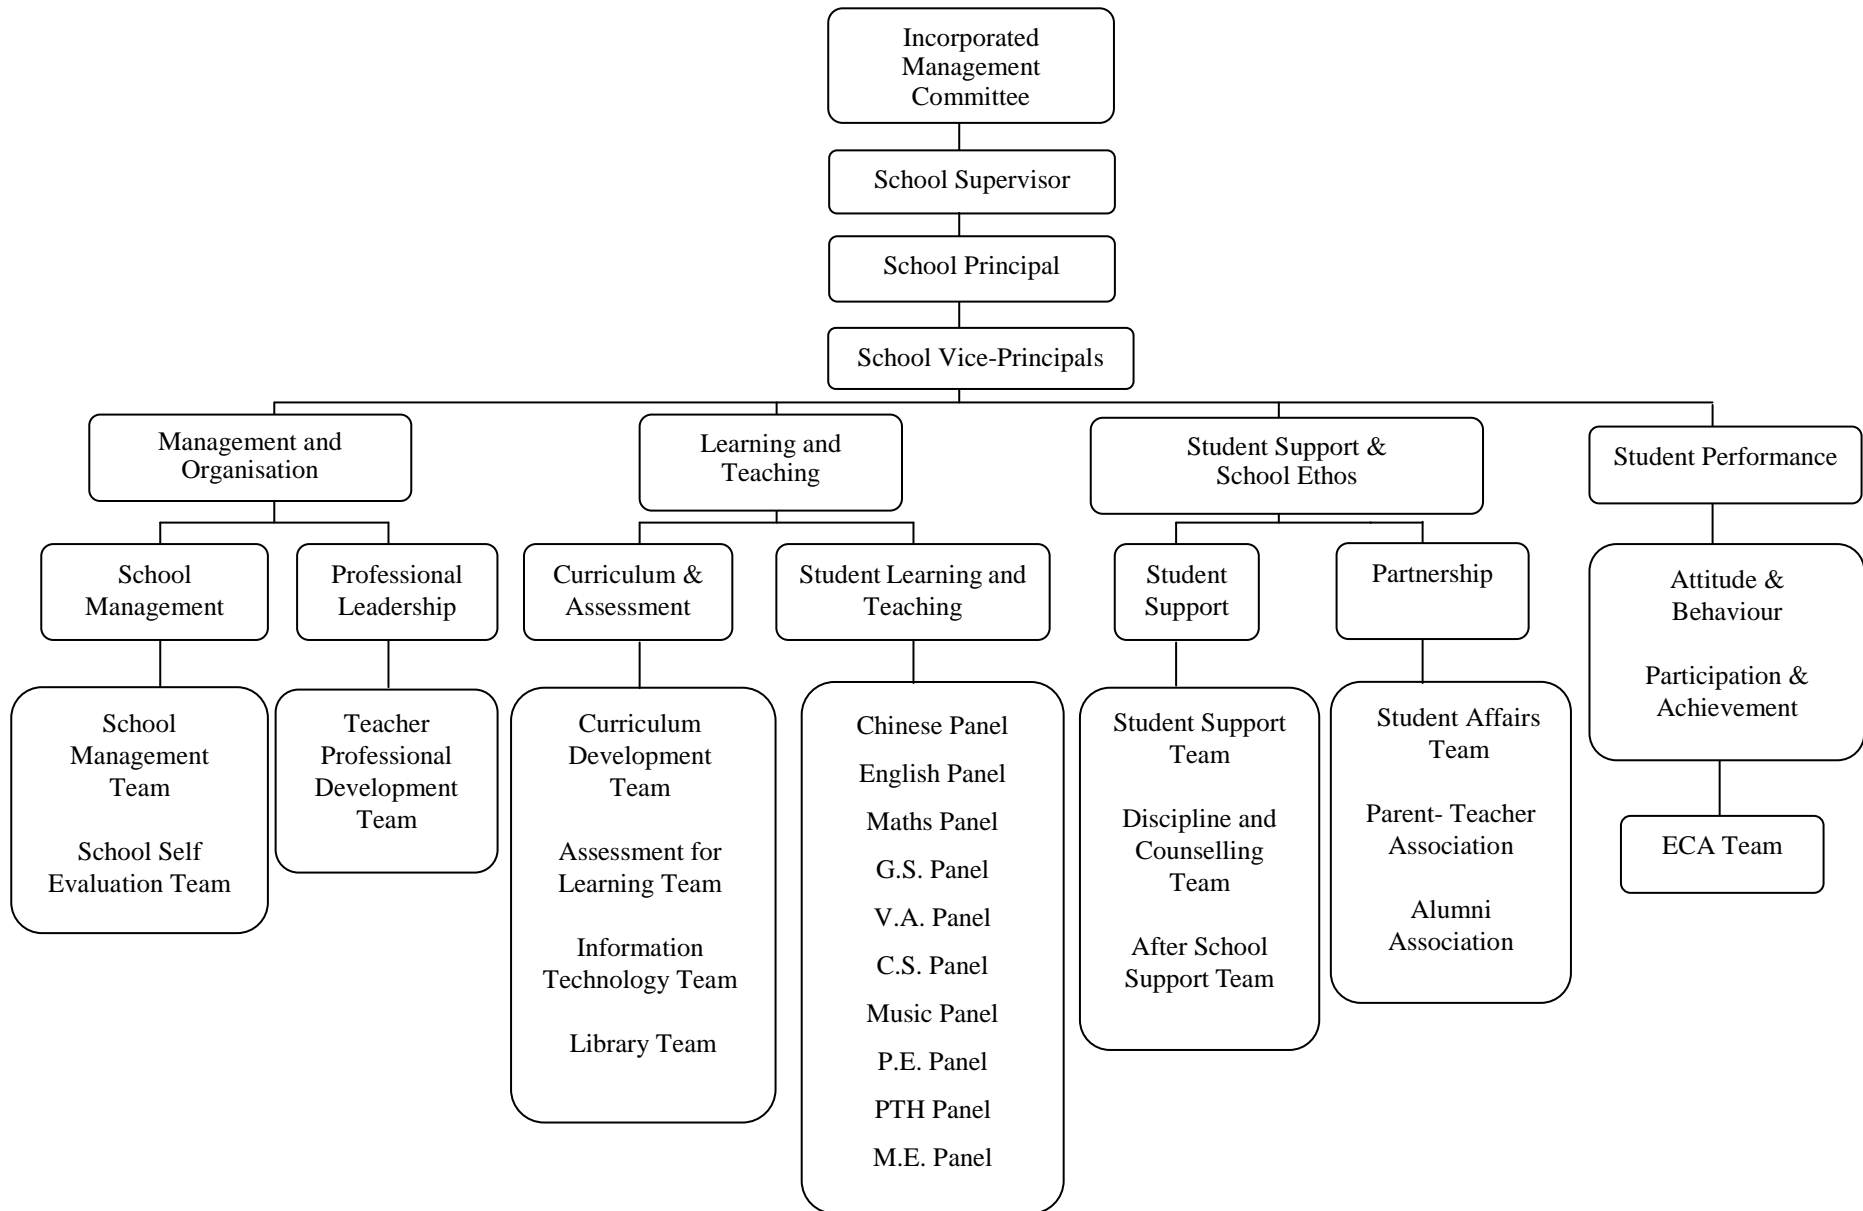 Incorporated
Management
Committee
School Supervisor
School Principal
School Vice-Principals
Management and
Organisation
Learning and
Teaching
Student Support &
School Ethos
Student Performance
School
Management
Professional
Leadership
Curriculum &
Assessment
Student Learning and
Teaching
Student
Support
Partnership
Attitude &
Behaviour
Participation &
Achievement
School
Management
Team
School Self
Evaluation Team
Teacher
Professional
Development
Team
Curriculum
Development
Team
Assessment for
Learning Team
Information
Technology Team
Library Team
Chinese Panel
English Panel
Maths Panel
G.S. Panel
V.A. Panel
C.S. Panel
Music Panel
P.E. Panel
PTH Panel
M.E. Panel
Student Support
Team
Discipline and
Counselling
Team
After School
Support Team
Student Affairs
Team
Parent- Teacher
Association
Alumni
Association
ECA Team